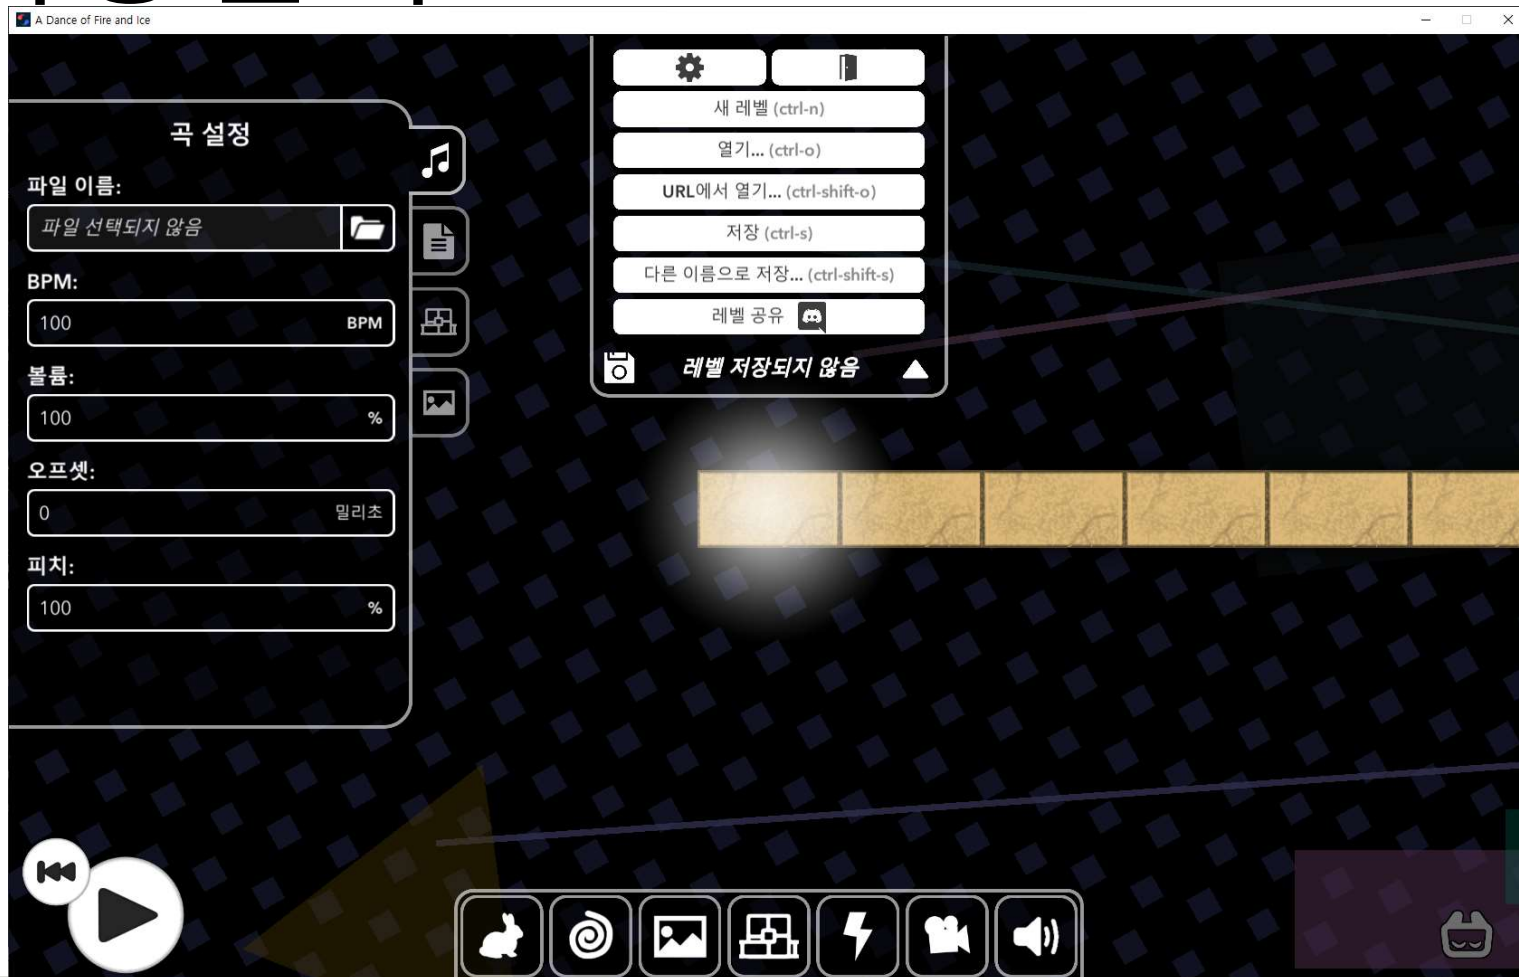 A Dance of Fire and Ice
새 레벨 (ctrl-n)
열기... (ctrl-o)
URL에서 열기... (ctrl-shift-o)
저장 (ctrl-s)
다른 이름으로 저장... (ctrl-shift-s)
레벨 공유
레벨 저장되지 않음
곡 설정
파일 이름:
파일 선택되지 않음
BPM:
100 BPM
볼륨:
100 %
오프셋:
0 밀리초
피치:
100 %